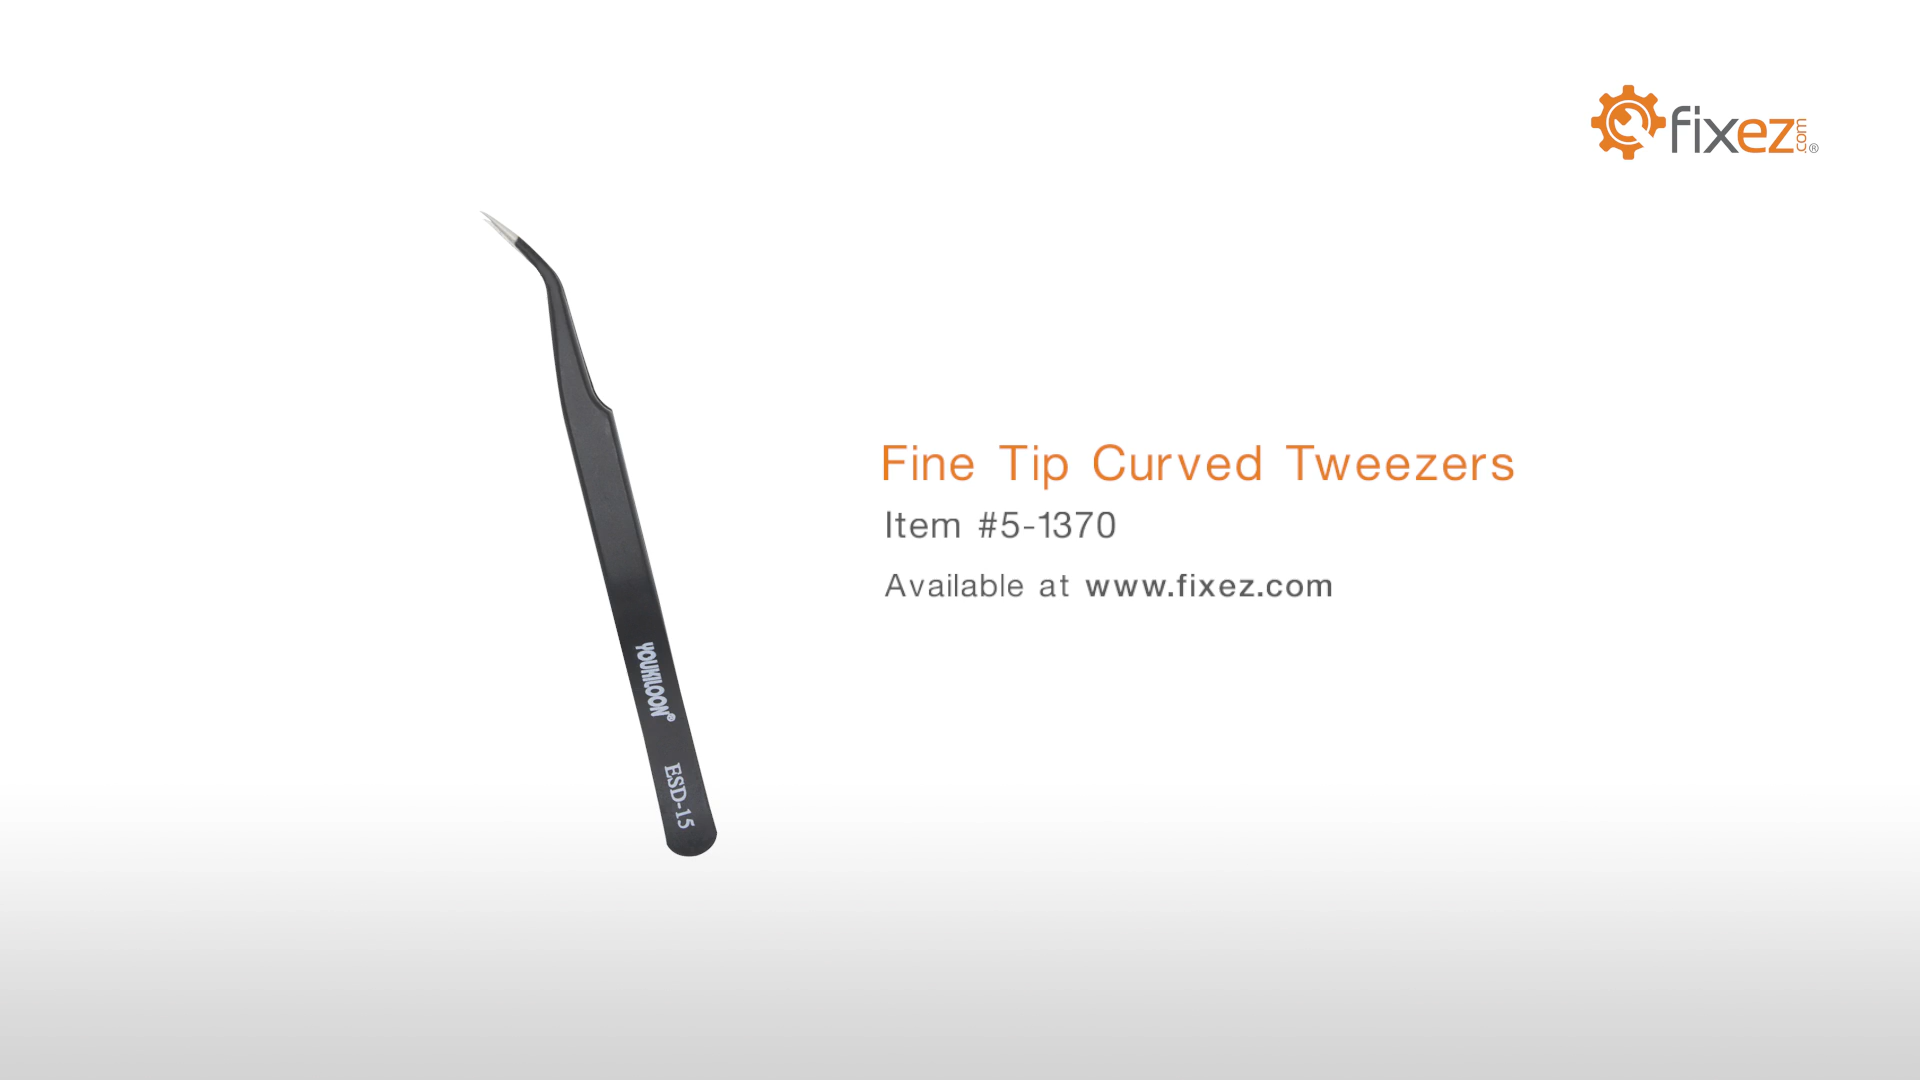 fixez.com®
Fine Tip Curved Tweezers
Item #5-1370
Available at www.fixez.com
YOUKILOON®
ESD-15